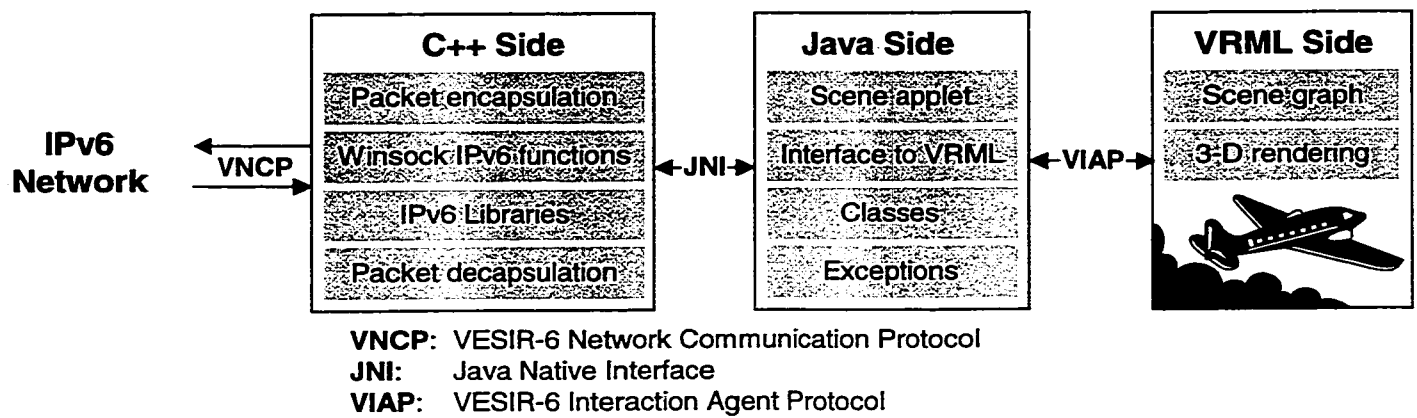 C++ Side
Packet encapsulation
Winsock IPv6 functions
IPv6 Libraries
Packet decapsulation
Java Side
Scene applet
Interface to VRML
Classes
Exceptions
VRML Side
Scene graph
3-D rendering
IPv6
Network
VNCP
JNI
VIAP
VNCP: VESIR-6 Network Communication Protocol
JNI: Java Native Interface
VIAP: VESIR-6 Interaction Agent Protocol